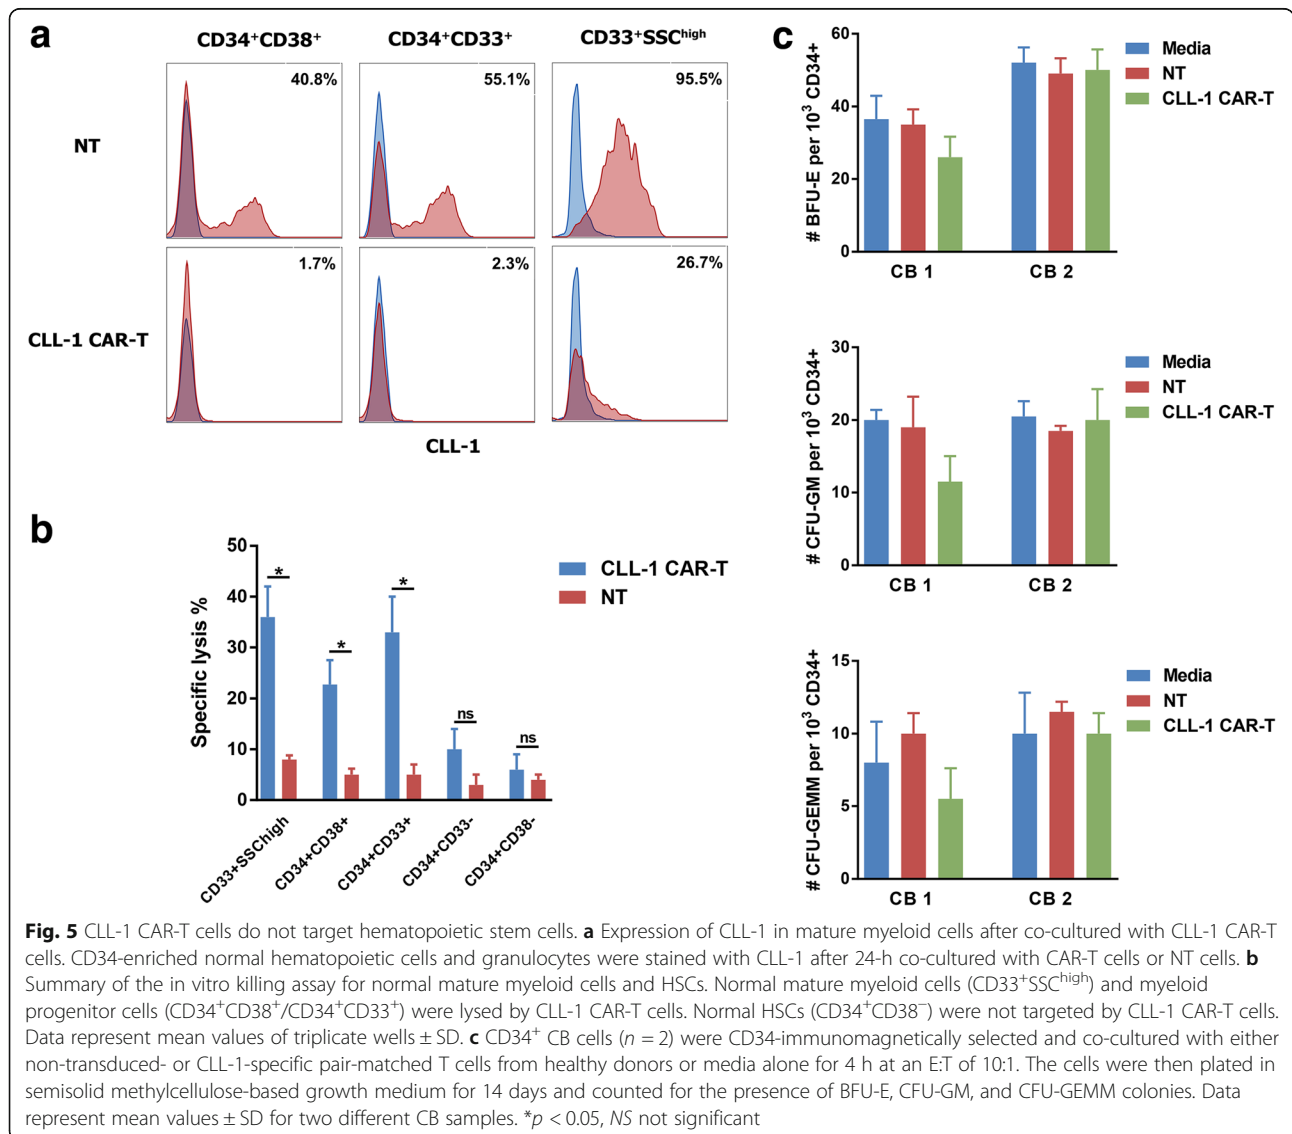 a
CD34⁺CD38⁺
CD34⁺CD33⁺
CD33⁺SSCʰⁱᵍʰ
NT
40.8%
55.1%
95.5%
CLL-1 CAR-T
1.7%
2.3%
26.7%
CLL-1
b
Specific lysis %
50
40
30
20
10
0
*
*
*
ns
ns
CLL-1 CAR-T
NT
CD33+SSChigh
CD34+CD38+
CD34+CD33+
CD34+CD33-
CD34+CD38-
c
# BFU-E per 10³ CD34+
60
40
20
0
CB 1
CB 2
Media
NT
CLL-1 CAR-T
# CFU-GM per 10³ CD34+
30
20
10
0
CB 1
CB 2
Media
NT
CLL-1 CAR-T
# CFU-GEMM per 10³ CD34+
15
10
5
0
CB 1
CB 2
Media
NT
CLL-1 CAR-T
Fig. 5 CLL-1 CAR-T cells do not target hematopoietic stem cells. a Expression of CLL-1 in mature myeloid cells after co-cultured with CLL-1 CAR-T
cells. CD34-enriched normal hematopoietic cells and granulocytes were stained with CLL-1 after 24-h co-cultured with CAR-T cells or NT cells. b
Summary of the in vitro killing assay for normal mature myeloid cells and HSCs. Normal mature myeloid cells (CD33⁺SSCʰⁱᵍʰ) and myeloid
progenitor cells (CD34⁺CD38⁺/CD34⁺CD33⁺) were lysed by CLL-1 CAR-T cells. Normal HSCs (CD34⁺CD38⁻) were not targeted by CLL-1 CAR-T cells.
Data represent mean values of triplicate wells ± SD. c CD34⁺ CB cells (n = 2) were CD34-immunomagnetically selected and co-cultured with either
non-transduced- or CLL-1-specific pair-matched T cells from healthy donors or media alone for 4 h at an E:T of 10:1. The cells were then plated in
semisolid methylcellulose-based growth medium for 14 days and counted for the presence of BFU-E, CFU-GM, and CFU-GEMM colonies. Data
represent mean values ± SD for two different CB samples. *p < 0.05, NS not significant